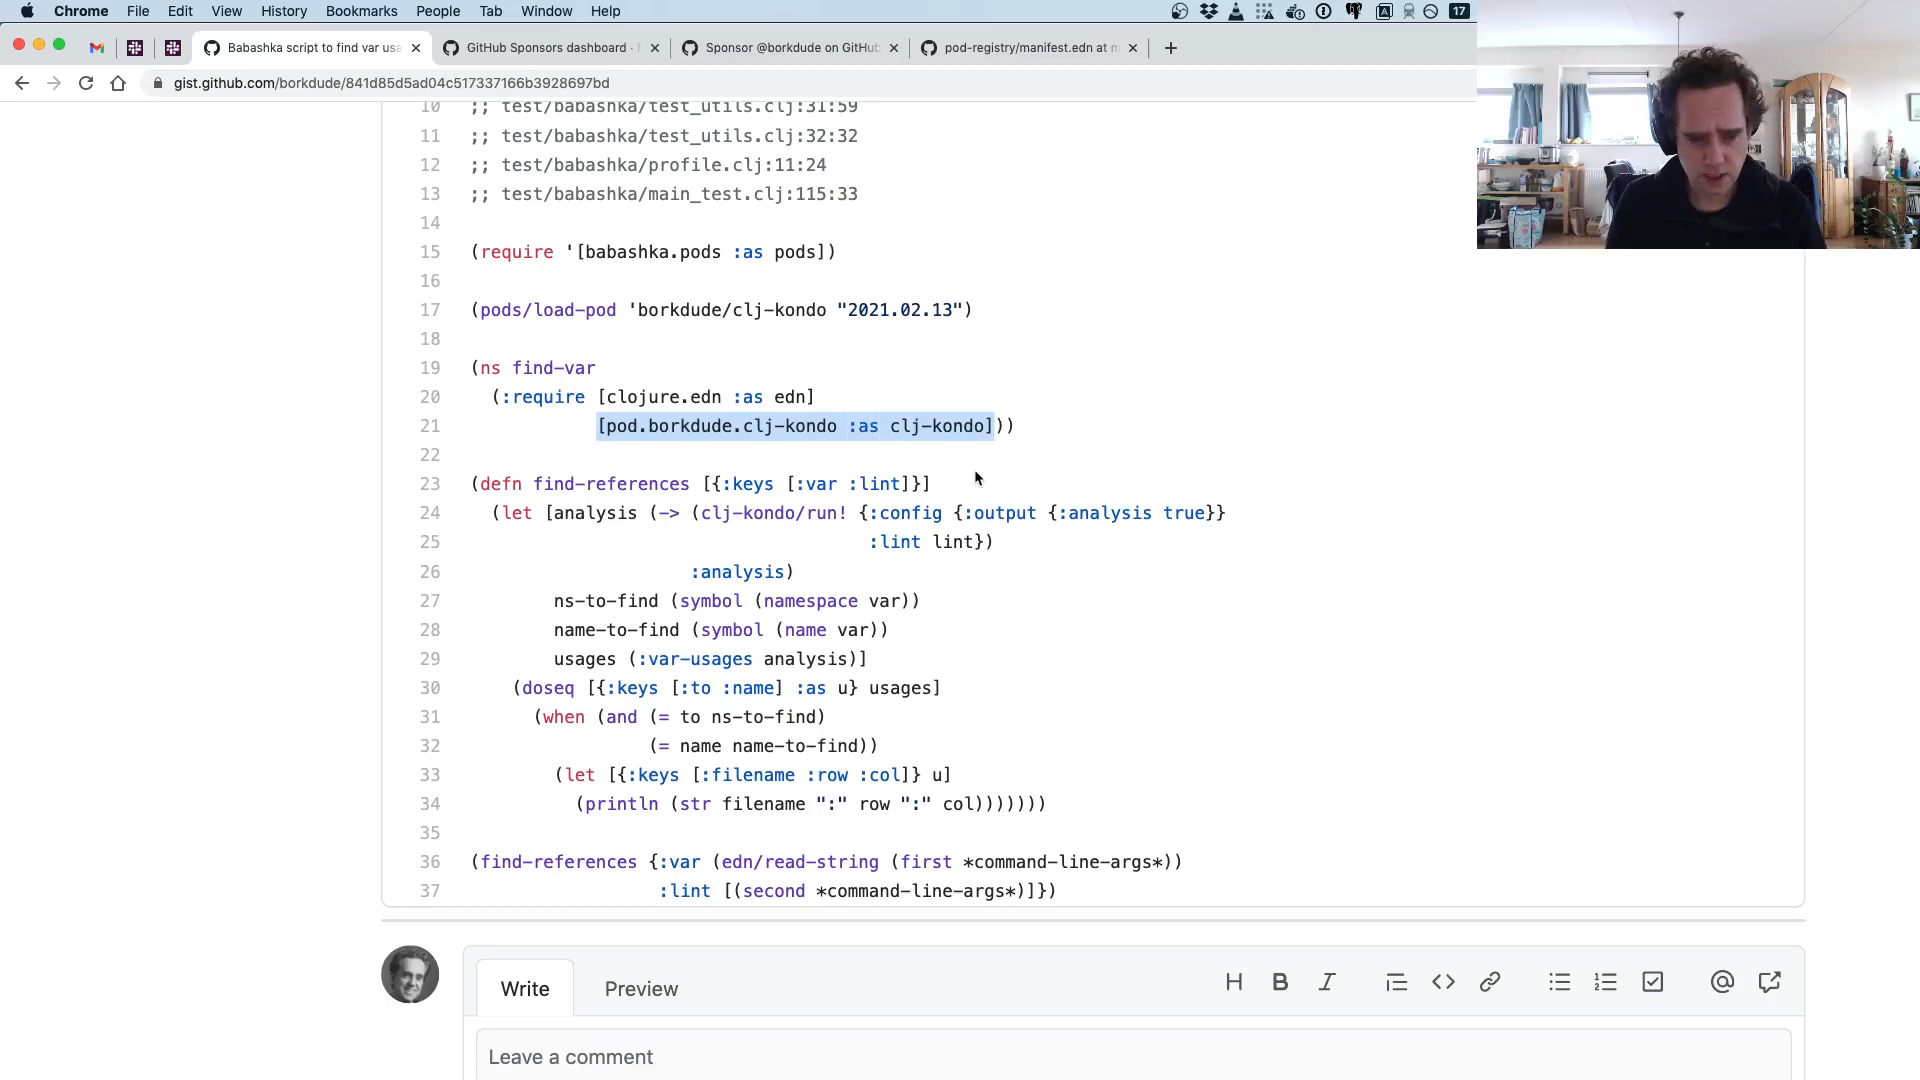 Chrome File Edit View History Bookmarks People Tab Window Help 17
Babashka script to find var usa GitHub Sponsors dashboard · Sponsor @borkdude on GitHub pod-registry/manifest.edn at m
gist.github.com/borkdude/841d85d5ad04c517337166b3928697bd
10 ;; test/babashka/test_utils.clj:31:59
11 ;; test/babashka/test_utils.clj:32:32
12 ;; test/babashka/profile.clj:11:24
13 ;; test/babashka/main_test.clj:115:33
14
15 (require '[babashka.pods :as pods])
16
17 (pods/load-pod 'borkdude/clj-kondo "2021.02.13")
18
19 (ns find-var
20 (:require [clojure.edn :as edn]
21 [pod.borkdude.clj-kondo :as clj-kondo]))
22
23 (defn find-references [{:keys [:var :lint]}]
24 (let [analysis (-> (clj-kondo/run! {:config {:output {:analysis true}}
25 :lint lint})
26 :analysis)
27 ns-to-find (symbol (namespace var))
28 name-to-find (symbol (name var))
29 usages (:var-usages analysis)]
30 (doseq [{:keys [:to :name] :as u} usages]
31 (when (and (= to ns-to-find)
32 (= name name-to-find))
33 (let [{:keys [:filename :row :col]} u]
34 (println (str filename ":" row ":" col)))))))
35
36 (find-references {:var (edn/read-string (first *command-line-args*))
37 :lint [(second *command-line-args*)]})
Write Preview
Leave a comment